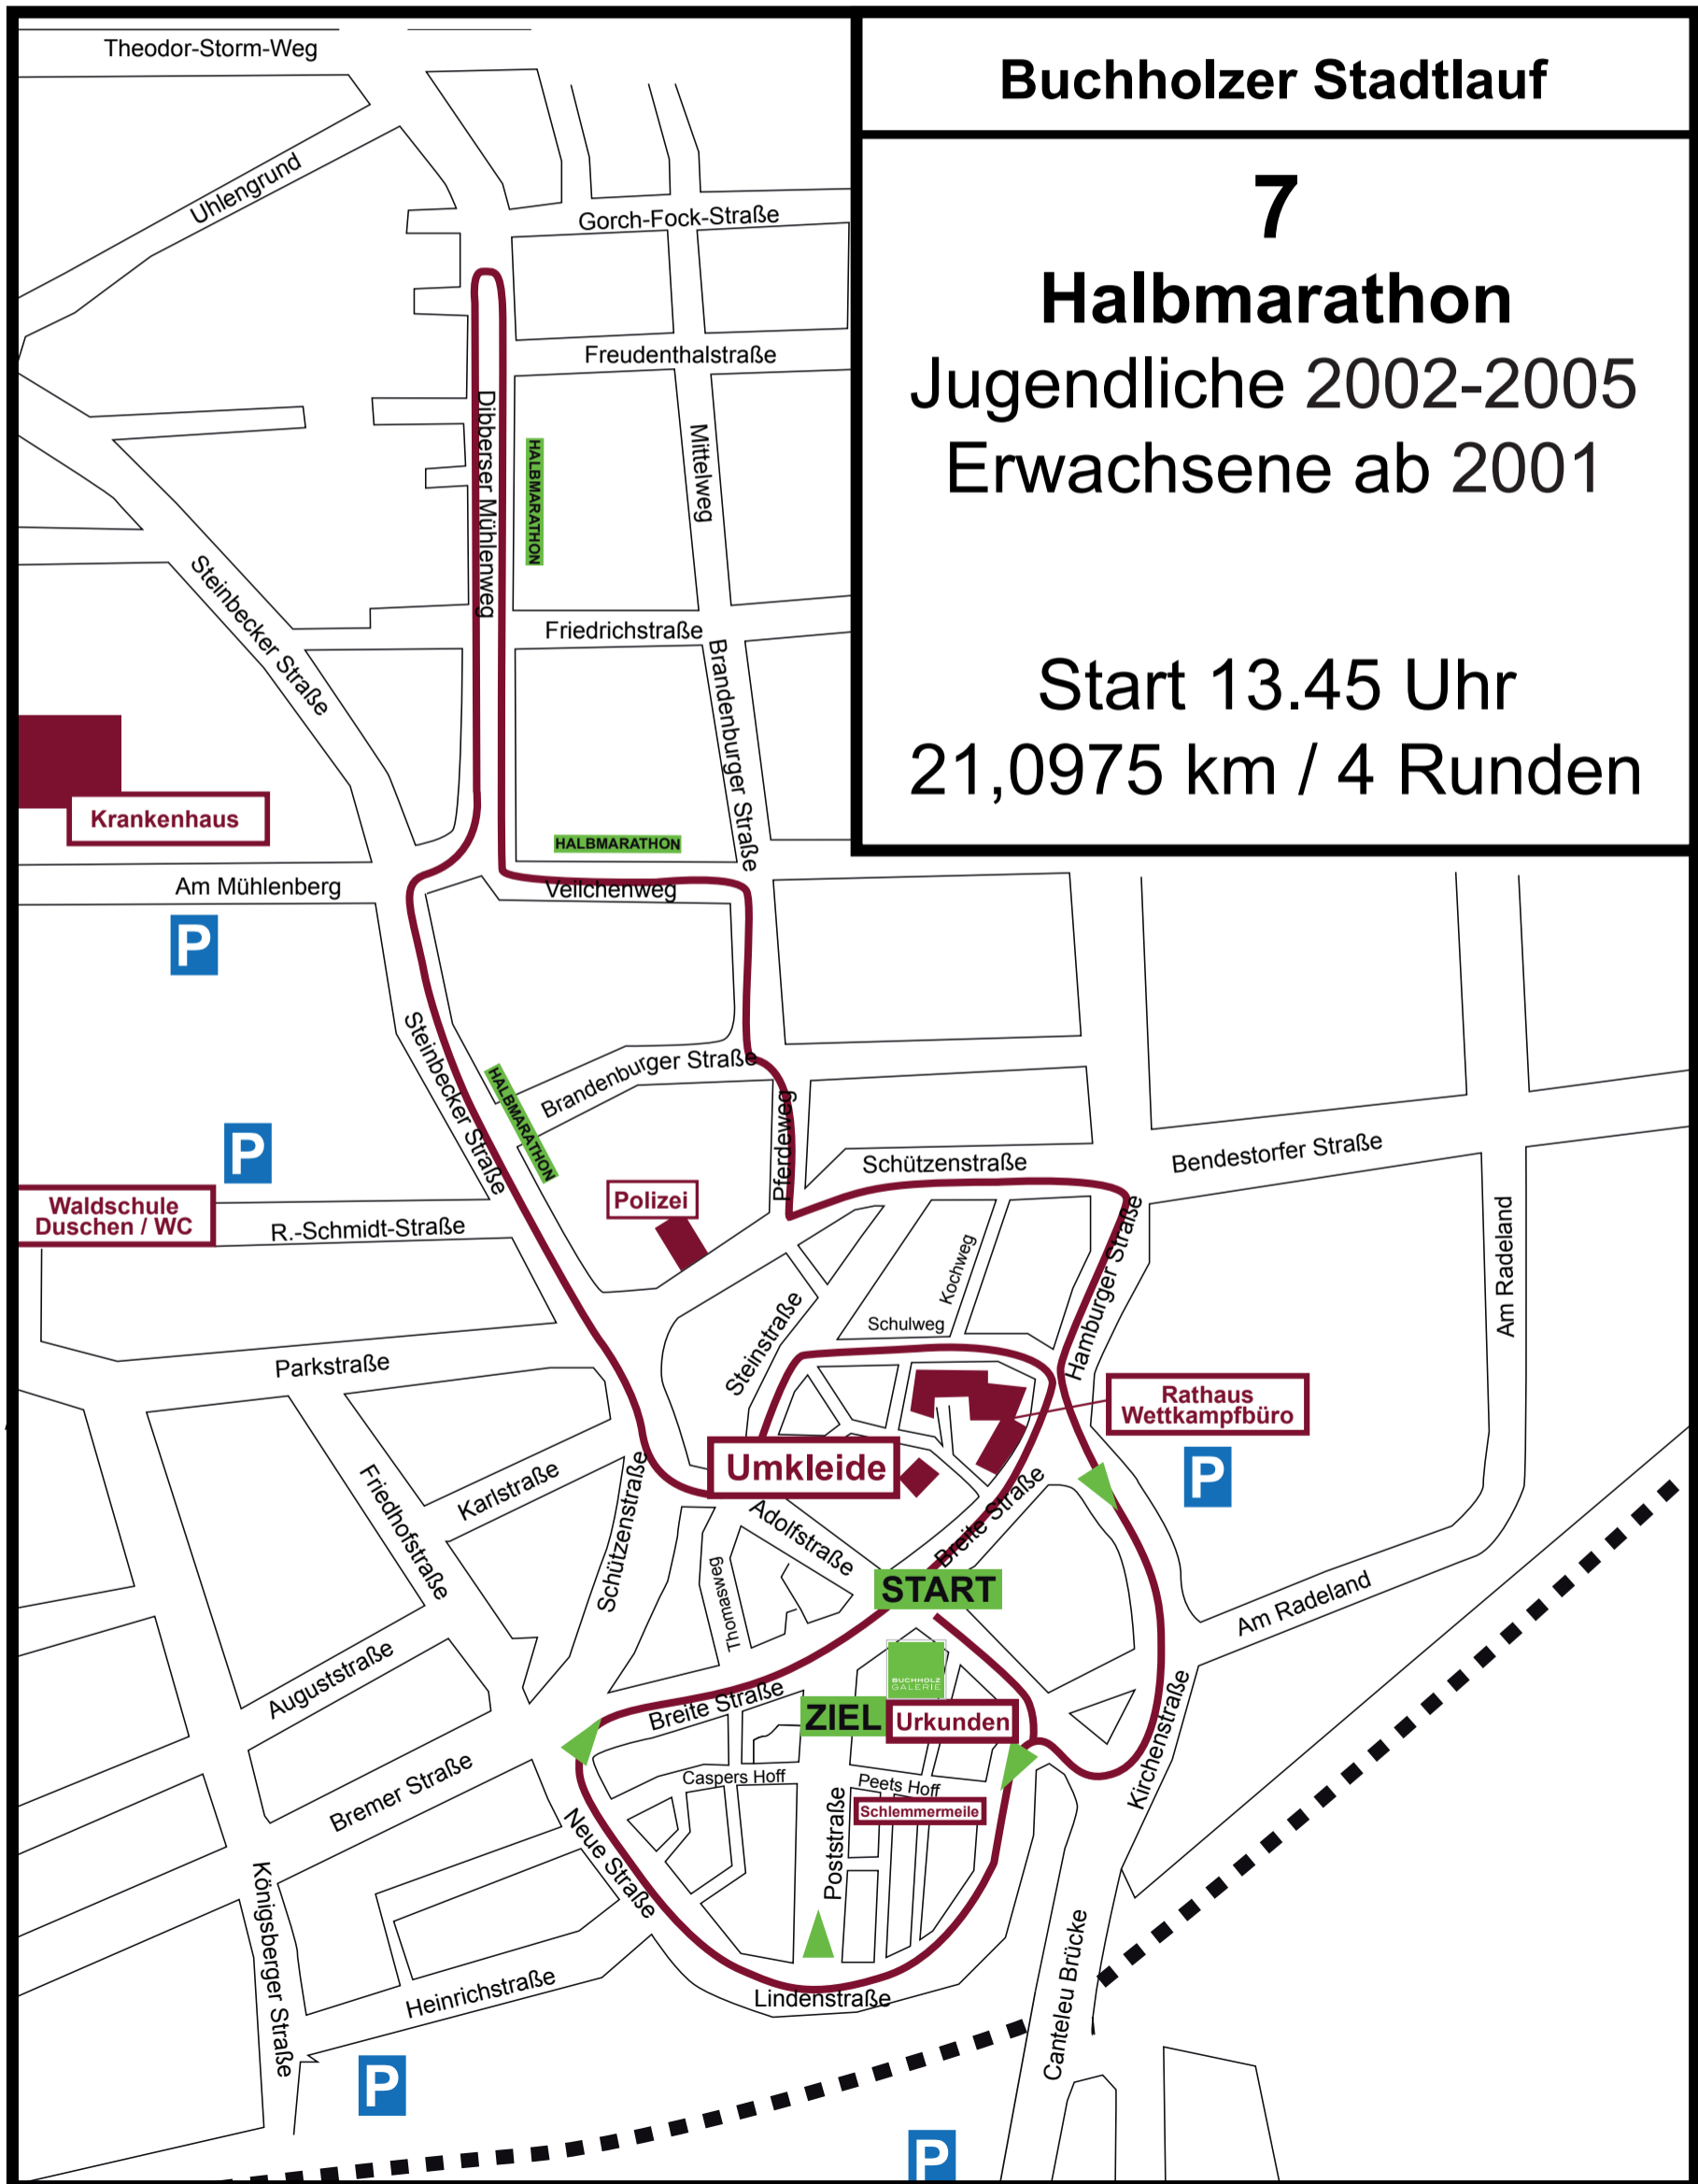 Theodor-Storm-Weg
Buchholzer Stadtlauf
7
Halbmarathon
Jugendliche 2002-2005
Erwachsene ab 2001
Start 13.45 Uhr
21,0975 km / 4 Runden
Uhlengrund
Gorch-Fock-Straße
Freudenthalstraße
Dibberser Mühlenweg
HALBMARATHON
Mittelweg
Steinbecker Straße
Friedrichstraße
Brandenburger Straße
Krankenhaus
HALBMARATHON
Am Mühlenberg
Veilchenweg
P
Steinbecker Straße
HALBMARATHON
Brandenburger Straße
Pferdeweg
P
Schützenstraße
Bendestorfer Straße
Waldschule
Duschen / WC
R.-Schmidt-Straße
Polizei
Kochweg
Hamburger Straße
Am Radeland
Schulweg
Steinstraße
Parkstraße
Rathaus
Wettkampfbüro
Umkleide
P
Friedhofstraße
Karlstraße
Schützenstraße
Adolfstraße
Breite Straße
Thomasweg
START
Am Radeland
Auguststraße
BUCHHOLZ
GALERIE
Breite Straße
ZIEL
Urkunden
Kirchenstraße
Bremer Straße
Caspers Hoff
Peets Hoff
Schlemmermeile
Neue Straße
Poststraße
Königsberger Straße
Heinrichstraße
Lindenstraße
Canteleu Brücke
P
P